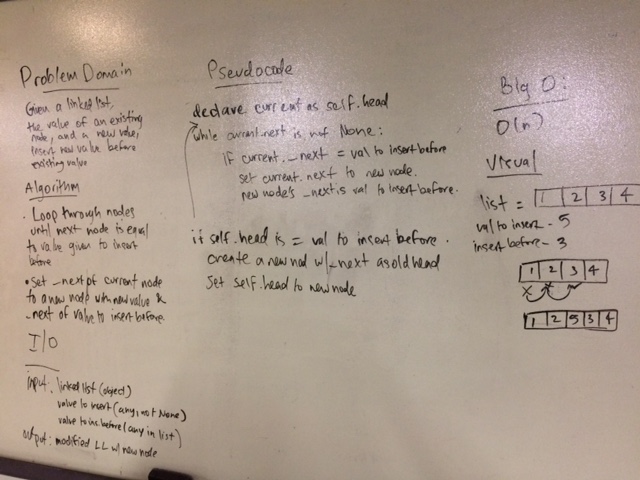 Problem Domain
Given a linked list,
the value of an existing
node, and a new value,
insert new value before
existing value
Algorithm
• Loop through nodes
until next node is equal
to value given to insert
before
• Set _next of current node
to a new node with new value &
_next of value to insert before.
I/O
Input: linked list (object)
value to insert (any, not None)
value to ins. before (any in list)
output: modified LL w/ new node
Pseudocode
declare current as self.head
while current.next is not None:
if current._next = val to insert before
set current.next to new node.
new node's _next is val to insert before.
if self.head is = val to insert before.
create a new nod w/ _next as old head
set self.head to new node
Big O:
O(n)
Visual
list = 1 2 3 4
val to insert - 5
insert before - 3
1 2 3 4
x x ✓
1 2 5 3 4